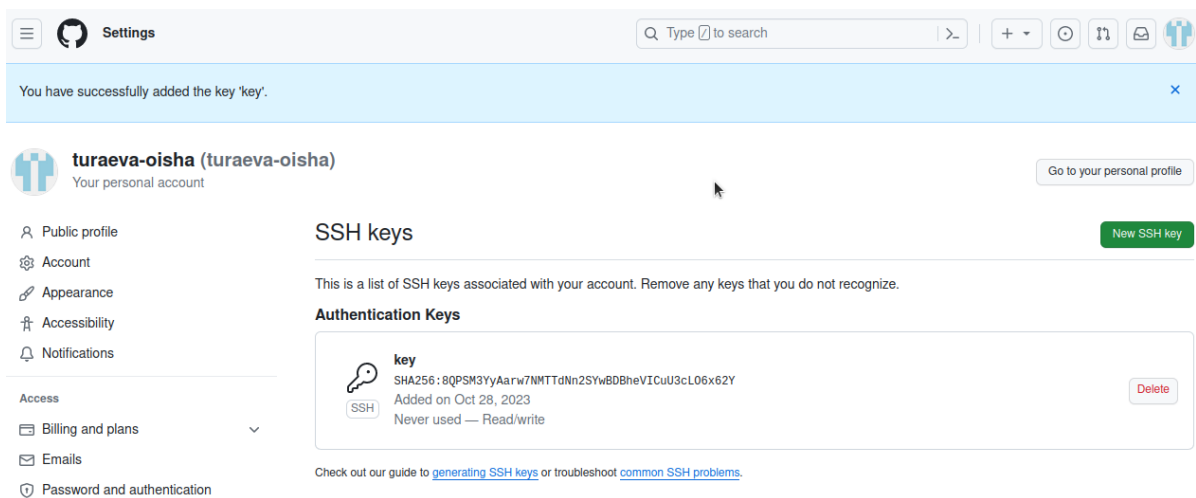 Settings
Type / to search
You have successfully added the key 'key'.
turaeva-oisha (turaeva-oisha)
Your personal account
Go to your personal profile
Public profile
Account
Appearance
Accessibility
Notifications
Access
Billing and plans
Emails
Password and authentication
SSH keys
New SSH key
This is a list of SSH keys associated with your account. Remove any keys that you do not recognize.
Authentication Keys
key
SHA256:8QPSM3YyAarw7NMTTdNn2SYwBDBheVICuU3cLO6x62Y
SSH
Added on Oct 28, 2023
Never used — Read/write
Delete
Check out our guide to generating SSH keys or troubleshoot common SSH problems.